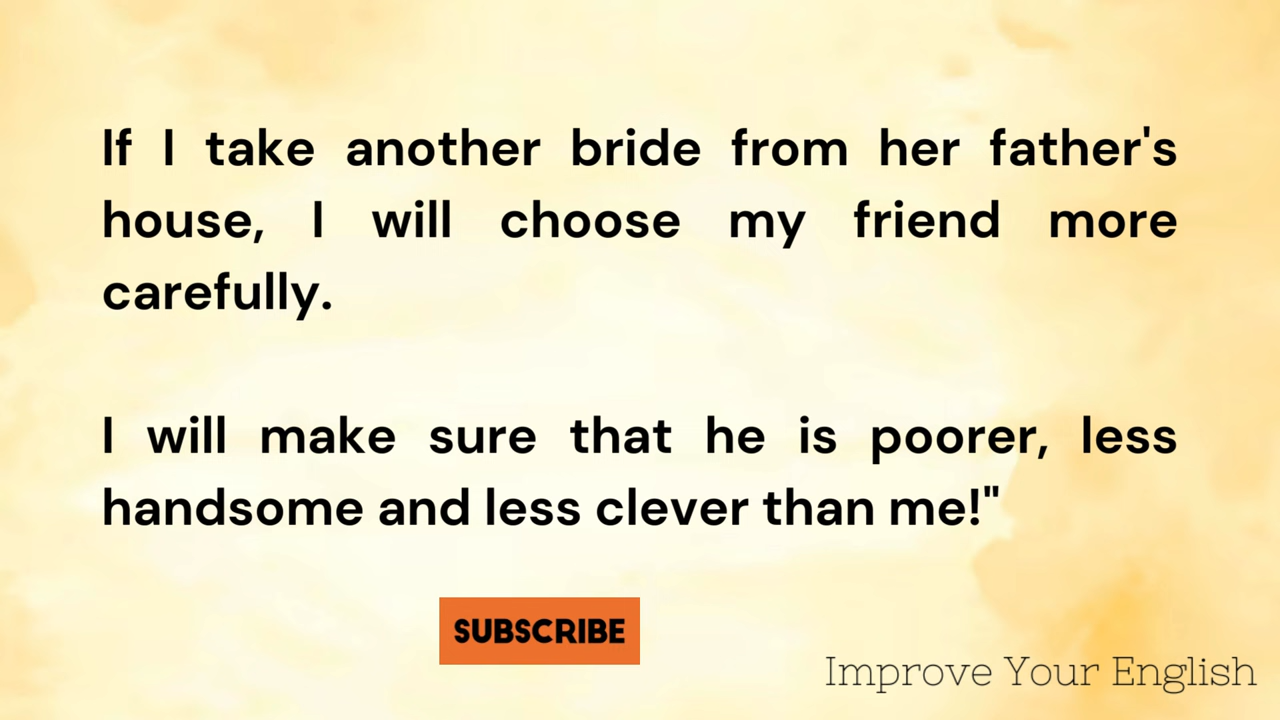 If I take another bride from her father's
house, I will choose my friend more
carefully.
I will make sure that he is poorer, less
handsome and less clever than me!"
SUBSCRIBE
Improve Your English